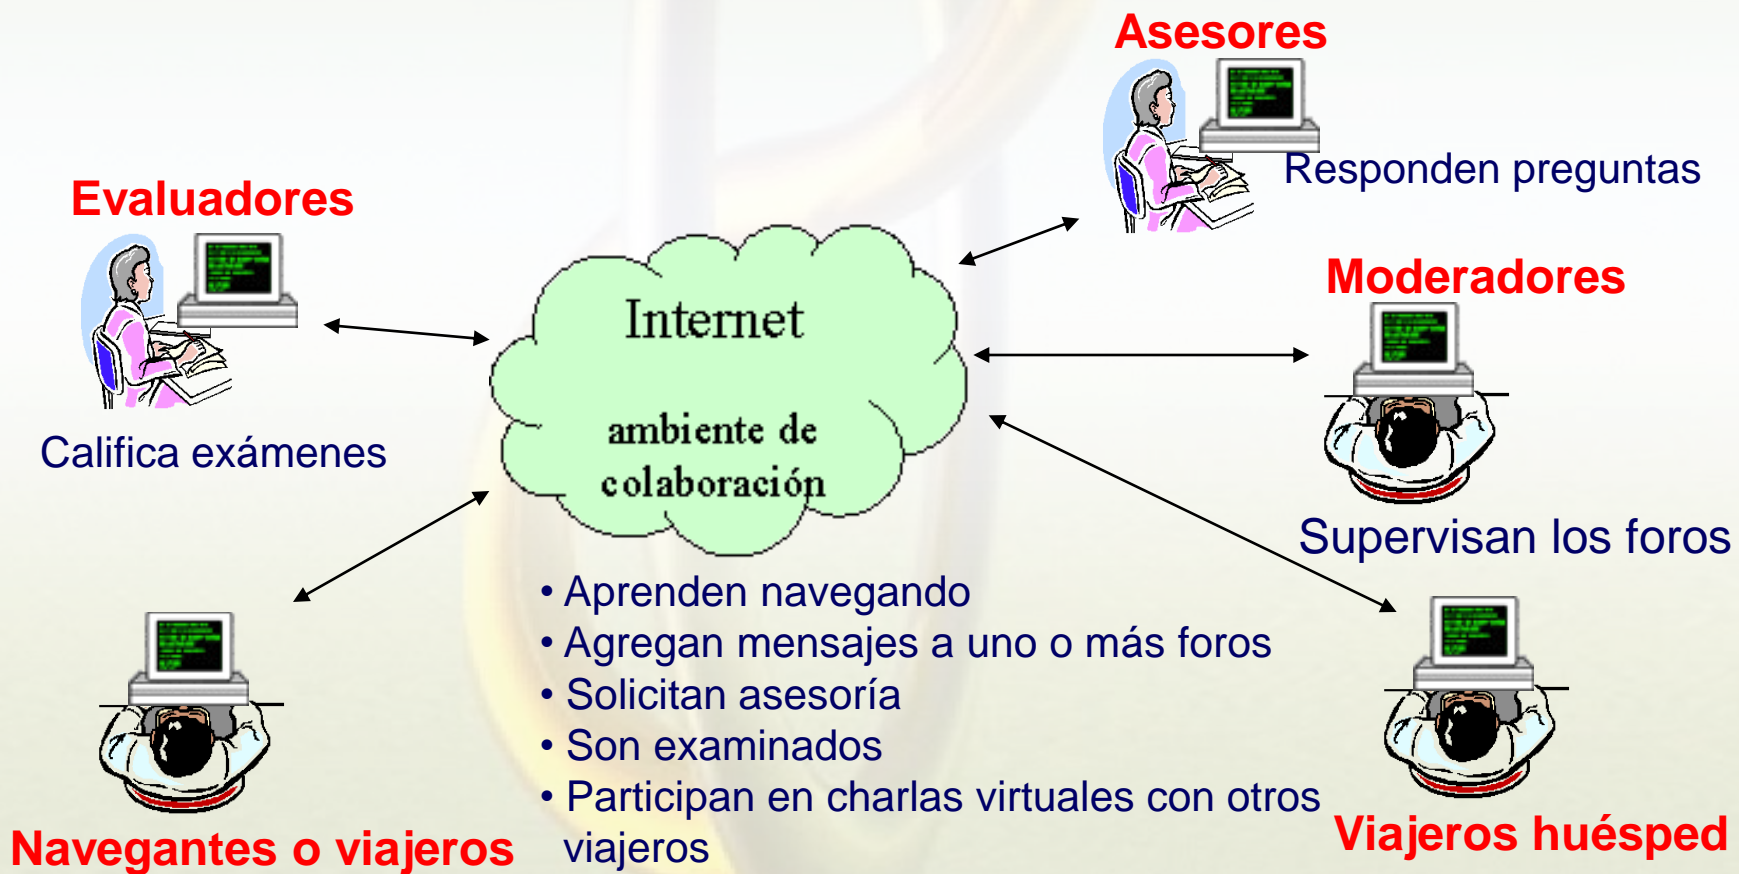 Asesores
Responden preguntas
Evaluadores
Califica exámenes
Internet
ambiente de
colaboración
Moderadores
Supervisan los foros
• Aprenden navegando
• Agregan mensajes a uno o más foros
• Solicitan asesoría
• Son examinados
• Participan en charlas virtuales con otros
viajeros
Navegantes o viajeros
Viajeros huésped